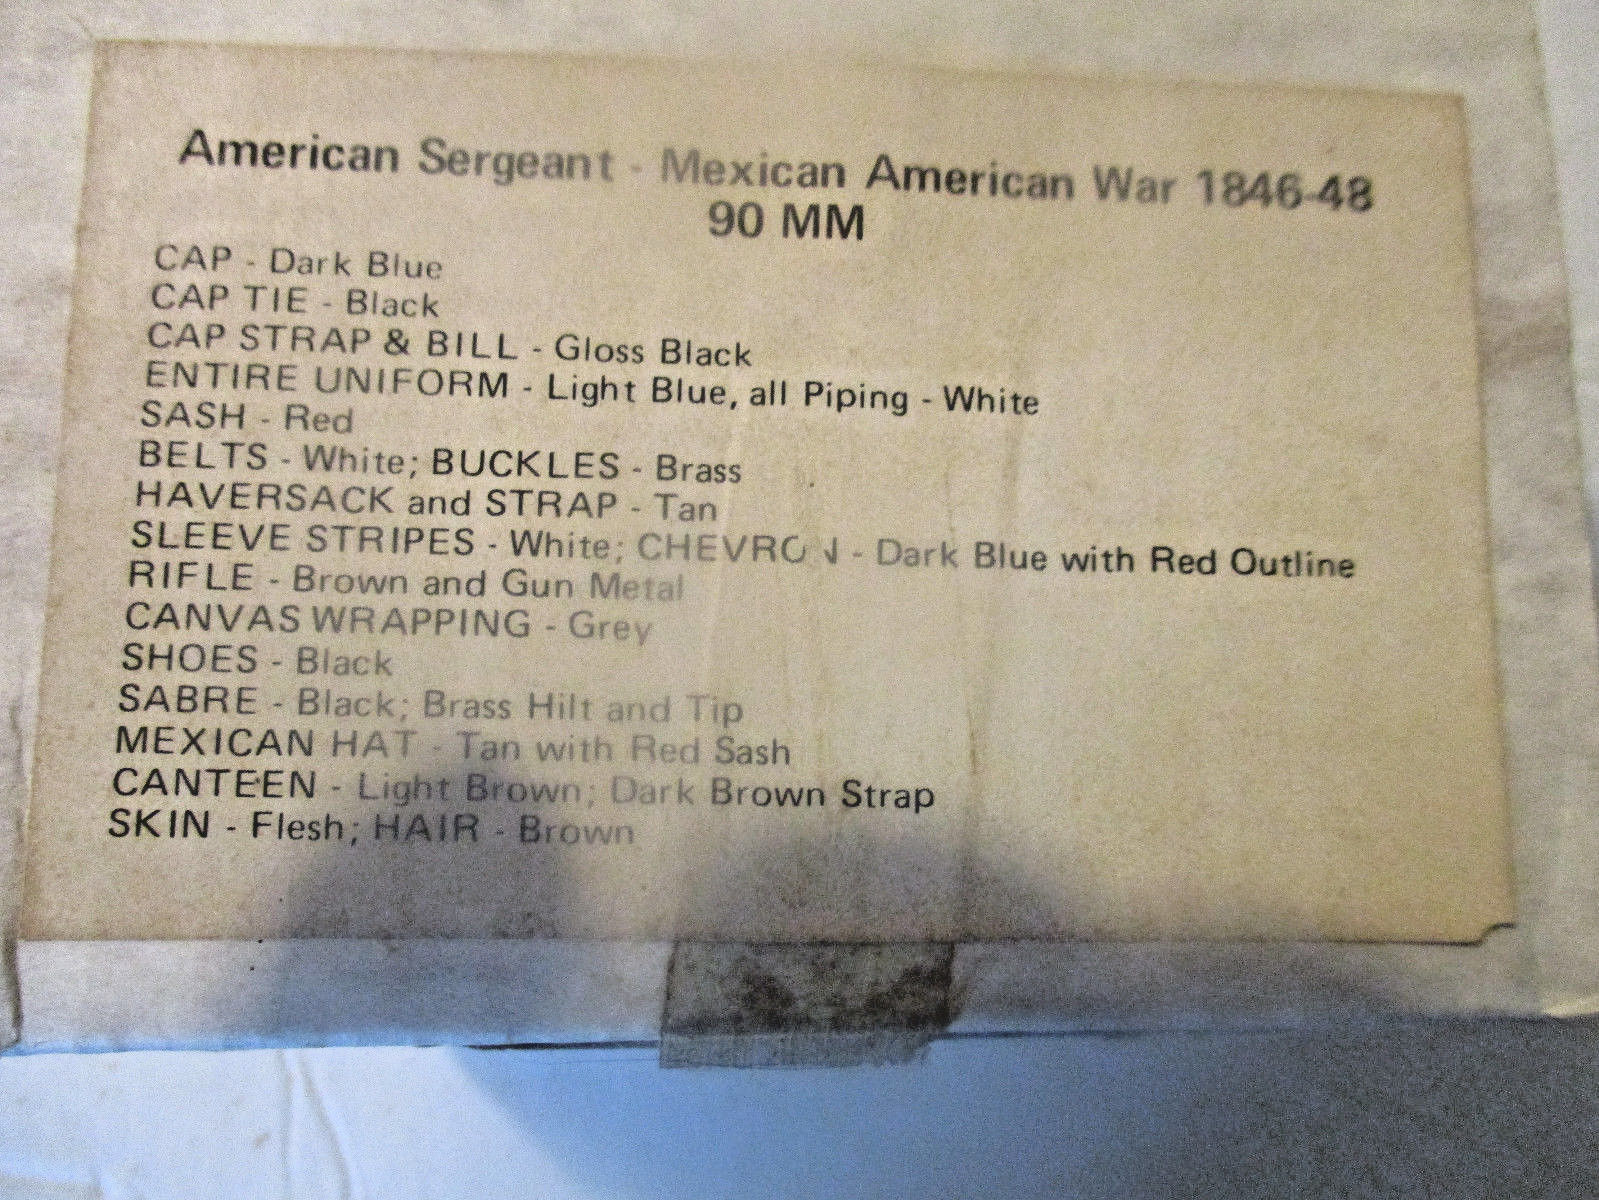 American Sergeant - Mexican American War 1846-48
90 MM
CAP - Dark Blue
CAP TIE - Black
CAP STRAP & BILL - Gloss Black
ENTIRE UNIFORM - Light Blue, all Piping - White
SASH - Red
BELTS - White; BUCKLES - Brass
HAVERSACK and STRAP - Tan
SLEEVE STRIPES - White; CHEVRON - Dark Blue with Red Outline
RIFLE - Brown and Gun Metal
CANVAS WRAPPING - Grey
SHOES - Black
SABRE - Black; Brass Hilt and Tip
MEXICAN HAT - Tan with Red Sash
CANTEEN - Light Brown; Dark Brown Strap
SKIN - Flesh; HAIR - Brown